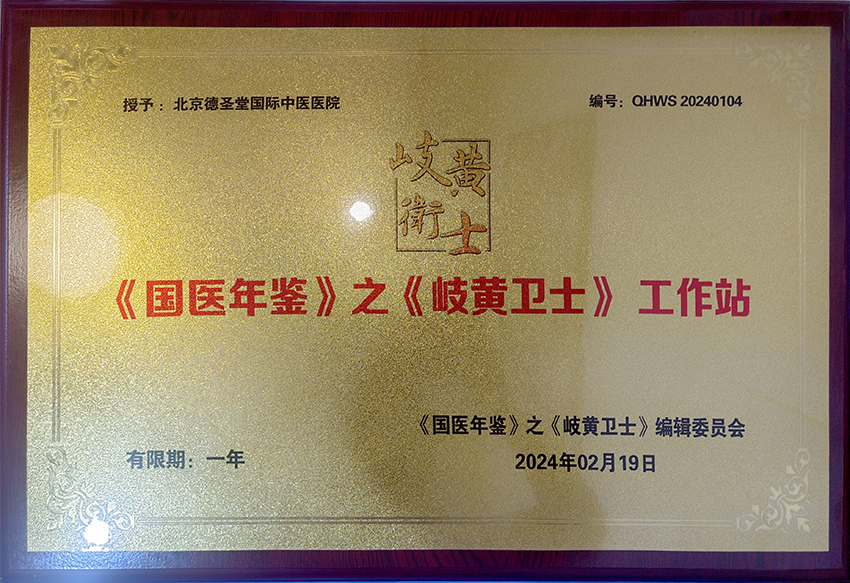 授予：北京德圣堂国际中医医院
编号：QHWS 20240104
岐黄
衛士
《国医年鉴》之《岐黄卫士》工作站
《国医年鉴》之《岐黄卫士》编辑委员会
有限期：一年
2024年02月19日